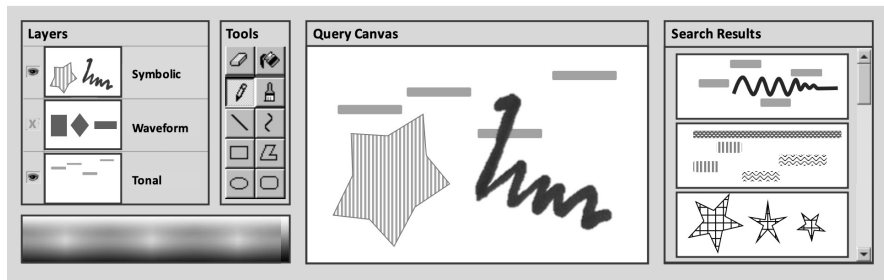 Layers
Symbolic
X
Waveform
Tonal
Tools
Query Canvas
Search Results